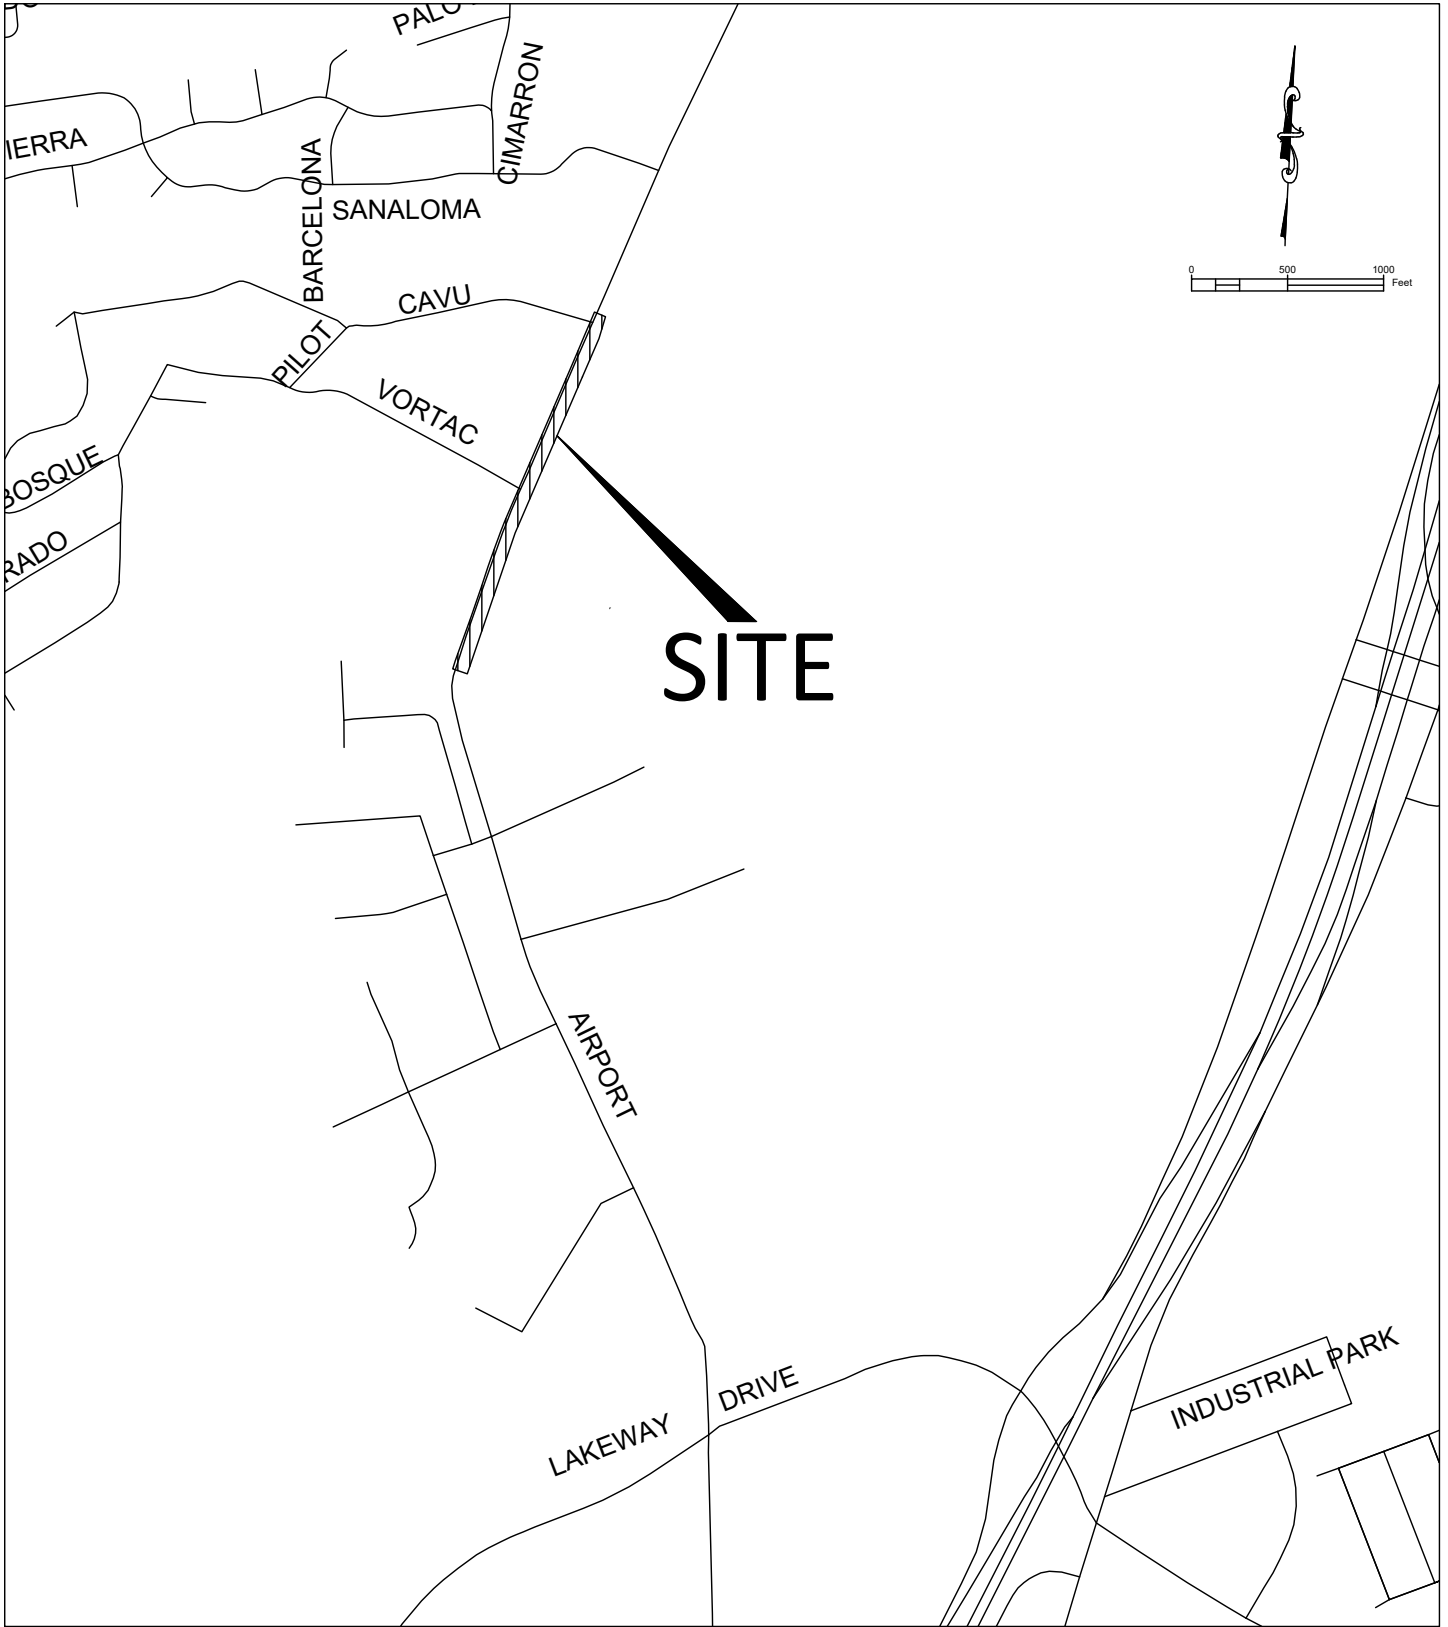 CIMARRON
IERRA
BARCELONA
SANALOMA
0 500 1000
Feet
CAVU
PILOT
VORTAC
BOSQUE
RADO
SITE
AIRPORT
DRIVE
LAKEWAY
INDUSTRIAL PARK